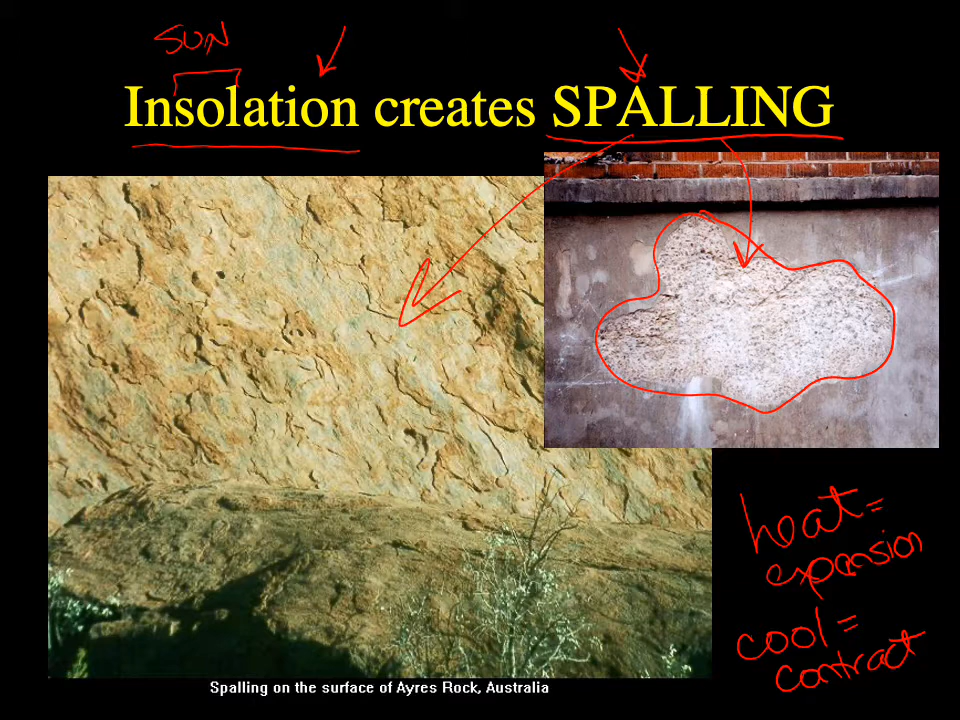 SUN
Insolation creates SPALLING
heat =
expansion
cool =
contract
Spalling on the surface of Ayres Rock, Australia